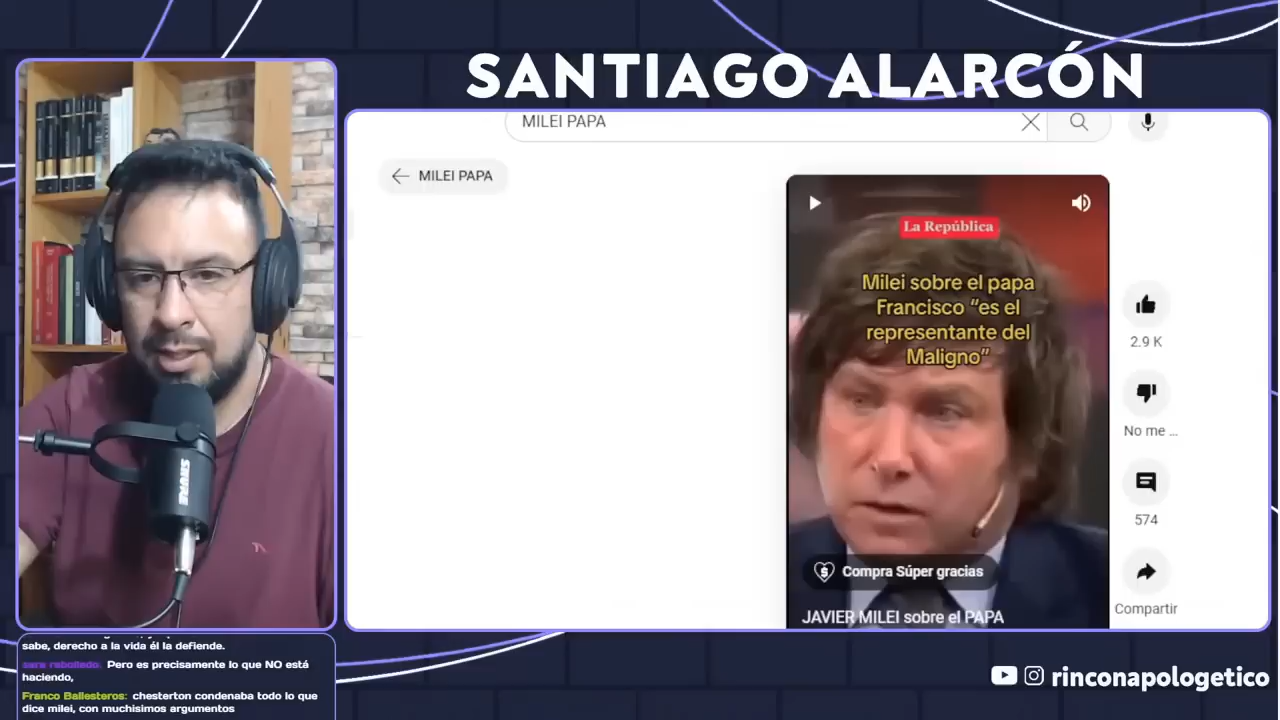 SANTIAGO ALARCÓN
MILEI PAPA
MILEI PAPA
La República
Milei sobre el papa
Francisco “es el
representante del
Maligno”
2.9 K
No me ...
574
Compra Súper gracias
Compartir
JAVIER MILEI sobre el PAPA
SHURE
sabe, derecho a la vida él la defiende.
sara rebollado: Pero es precisamente lo que NO está
haciendo,
Franco Ballesteros: chesterton condenaba todo lo que
dice milei, con muchisimos argumentos
rinconapologetico